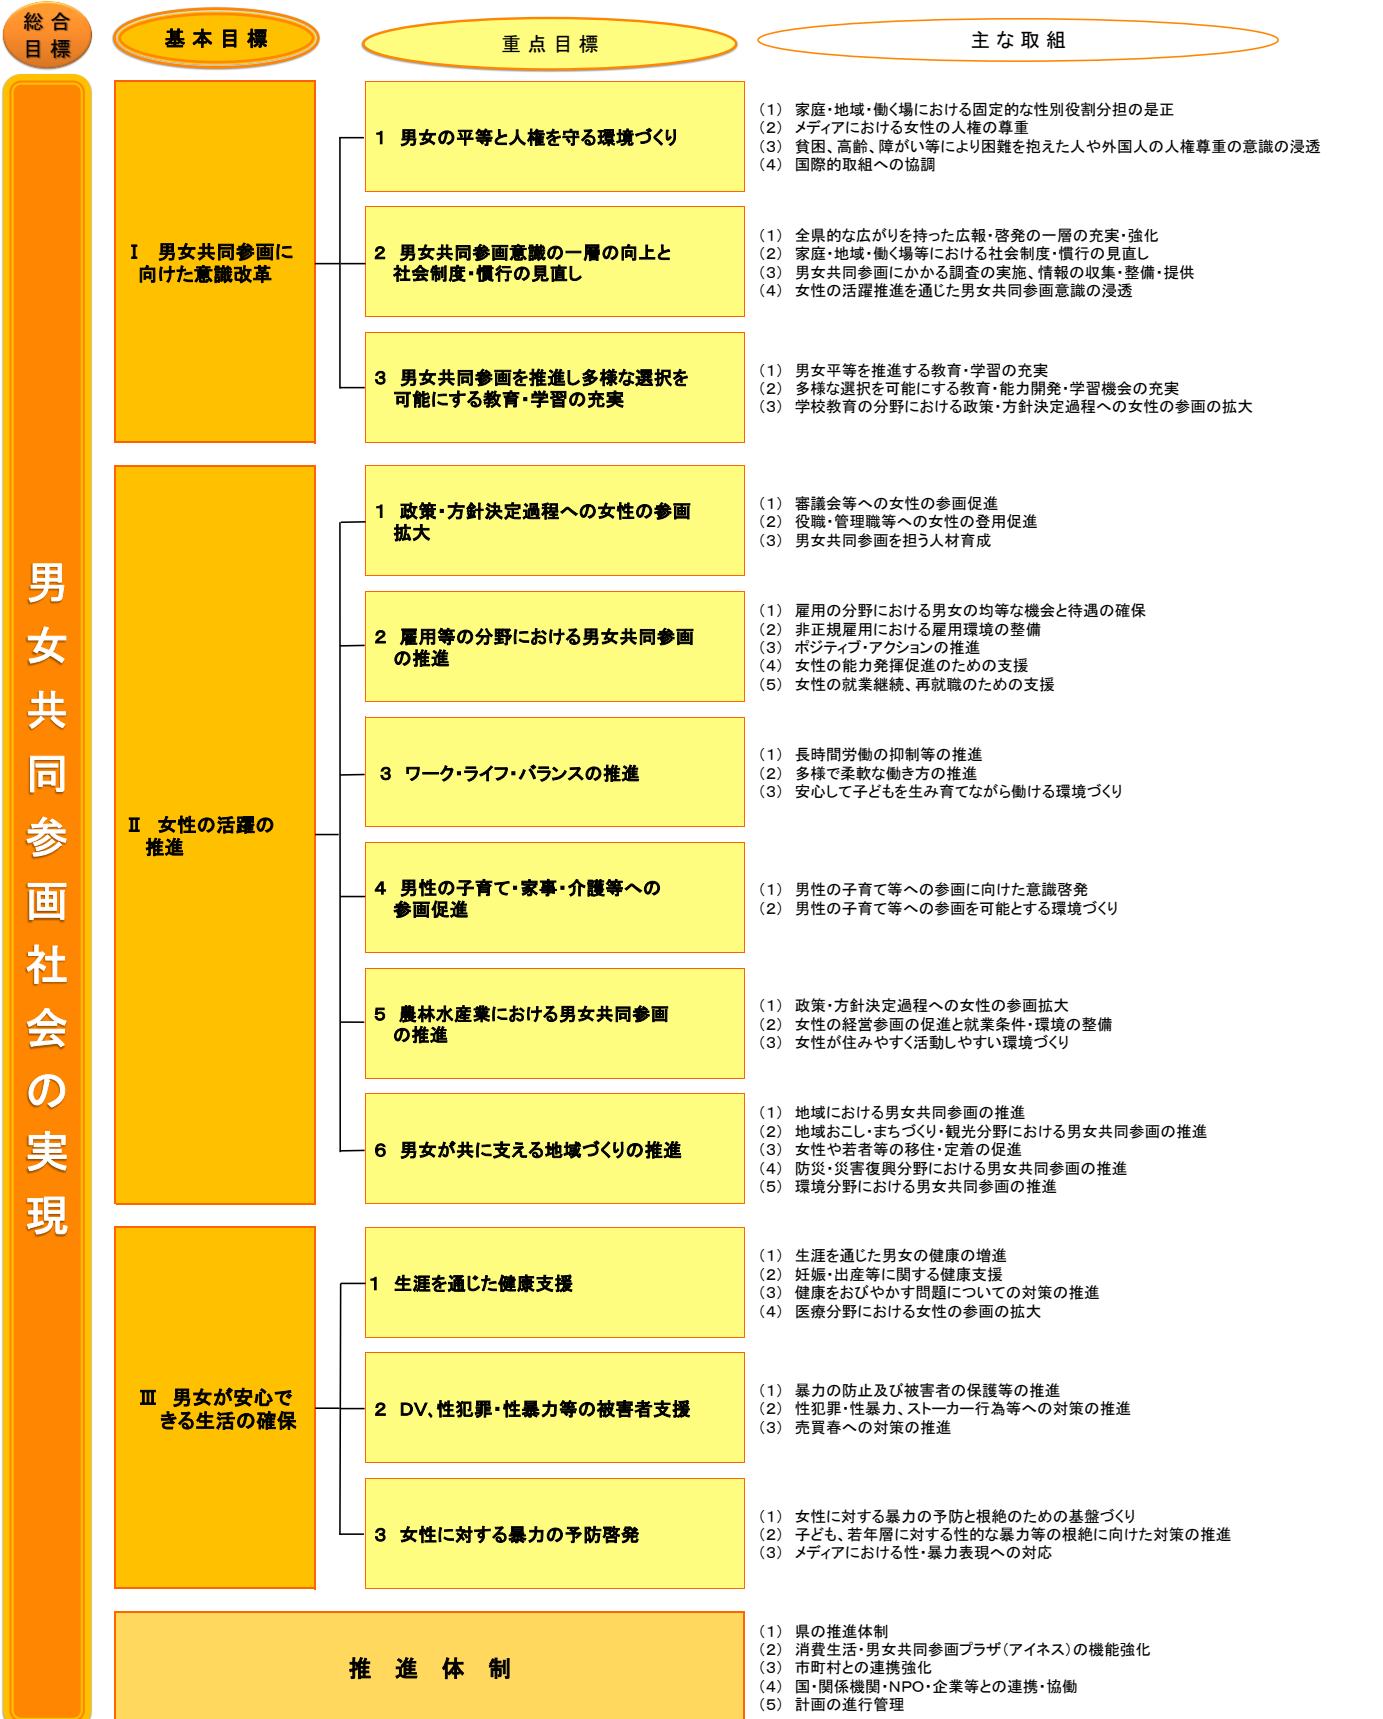 総合
目標
基本目標
重点目標
主な取組
男女共同参画社会の実現
Ⅰ 男女共同参画に
向けた意識改革
1 男女の平等と人権を守る環境づくり
（1） 家庭・地域・働く場における固定的な性別役割分担の是正
（2） メディアにおける女性の人権の尊重
（3） 貧困、高齢、障がい等により困難を抱えた人や外国人の人権尊重の意識の浸透
（4） 国際的取組への協調
2 男女共同参画意識の一層の向上と
社会制度・慣行の見直し
（1） 全県的な広がりを持った広報・啓発の一層の充実・強化
（2） 家庭・地域・働く場等における社会制度・慣行の見直し
（3） 男女共同参画にかかる調査の実施、情報の収集・整備・提供
（4） 女性の活躍推進を通じた男女共同参画意識の浸透
3 男女共同参画を推進し多様な選択を
可能にする教育・学習の充実
（1） 男女平等を推進する教育・学習の充実
（2） 多様な選択を可能にする教育・能力開発・学習機会の充実
（3） 学校教育の分野における政策・方針決定過程への女性の参画の拡大
Ⅱ 女性の活躍の
推進
1 政策・方針決定過程への女性の参画
拡大
（1） 審議会等への女性の参画促進
（2） 役職・管理職等への女性の登用促進
（3） 男女共同参画を担う人材育成
2 雇用等の分野における男女共同参画
の推進
（1） 雇用の分野における男女の均等な機会と待遇の確保
（2） 非正規雇用における雇用環境の整備
（3） ポジティブ・アクションの推進
（4） 女性の能力発揮促進のための支援
（5） 女性の就業継続、再就職のための支援
3 ワーク・ライフ・バランスの推進
（1） 長時間労働の抑制等の推進
（2） 多様で柔軟な働き方の推進
（3） 安心して子どもを生み育てながら働ける環境づくり
4 男性の子育て・家事・介護等への
参画促進
（1） 男性の子育て等への参画に向けた意識啓発
（2） 男性の子育て等への参画を可能とする環境づくり
5 農林水産業における男女共同参画
の推進
（1） 政策・方針決定過程への女性の参画拡大
（2） 女性の経営参画の促進と就業条件・環境の整備
（3） 女性が住みやすく活動しやすい環境づくり
6 男女が共に支える地域づくりの推進
（1） 地域における男女共同参画の推進
（2） 地域おこし・まちづくり・観光分野における男女共同参画の推進
（3） 女性や若者等の移住・定着の促進
（4） 防災・災害復興分野における男女共同参画の推進
（5） 環境分野における男女共同参画の推進
Ⅲ 男女が安心で
きる生活の確保
1 生涯を通じた健康支援
（1） 生涯を通じた男女の健康の増進
（2） 妊娠・出産等に関する健康支援
（3） 健康をおびやかす問題についての対策の推進
（4） 医療分野における女性の参画の拡大
2 DV、性犯罪・性暴力等の被害者支援
（1） 暴力の防止及び被害者の保護等の推進
（2） 性犯罪・性暴力、ストーカー行為等への対策の推進
（3） 売買春への対策の推進
3 女性に対する暴力の予防啓発
（1） 女性に対する暴力の予防と根絶のための基盤づくり
（2） 子ども、若年層に対する性的な暴力等の根絶に向けた対策の推進
（3） メディアにおける性・暴力表現への対応
推進体制
（1） 県の推進体制
（2） 消費生活・男女共同参画プラザ（アイネス）の機能強化
（3） 市町村との連携強化
（4） 国・関係機関・NPO・企業等との連携・協働
（5） 計画の進行管理